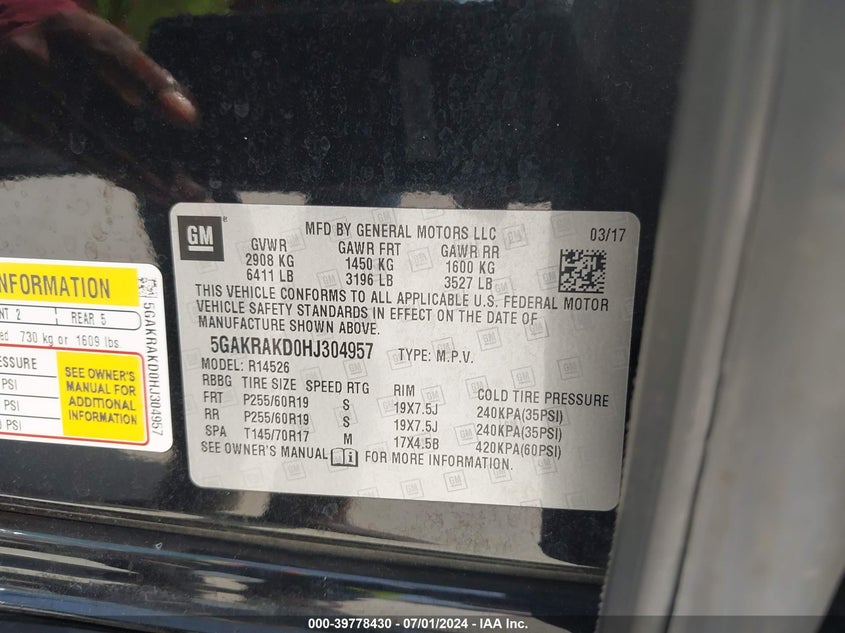 GM
MFD BY GENERAL MOTORS LLC
03/17
GVWR GAWR FRT GAWR RR
2908 KG 1450 KG 1600 KG
6411 LB 3196 LB 3527 LB
THIS VEHICLE CONFORMS TO ALL APPLICABLE U.S. FEDERAL MOTOR
VEHICLE SAFETY STANDARDS IN EFFECT ON THE DATE OF
MANUFACTURE SHOWN ABOVE.
5GAKRAKD0HJ304957 TYPE: M.P.V.
MODEL: R14526
RBBG TIRE SIZE SPEED RTG RIM COLD TIRE PRESSURE
FRT P255/60R19 S 19X7.5J 240KPA(35PSI)
RR P255/60R19 S 19X7.5J 240KPA(35PSI)
SPA T145/70R17 M 17X4.5B 420KPA(60PSI)
SEE OWNER'S MANUAL i FOR MORE INFORMATION.
INFORMATION
2 REAR 5
730 kg or 1609 lbs.
PSI
PSI
PSI
SEE OWNER'S
MANUAL FOR
ADDITIONAL
INFORMATION
5GAKRAKD0HJ304957
000-39778430 - 07/01/2024 - IAA Inc.